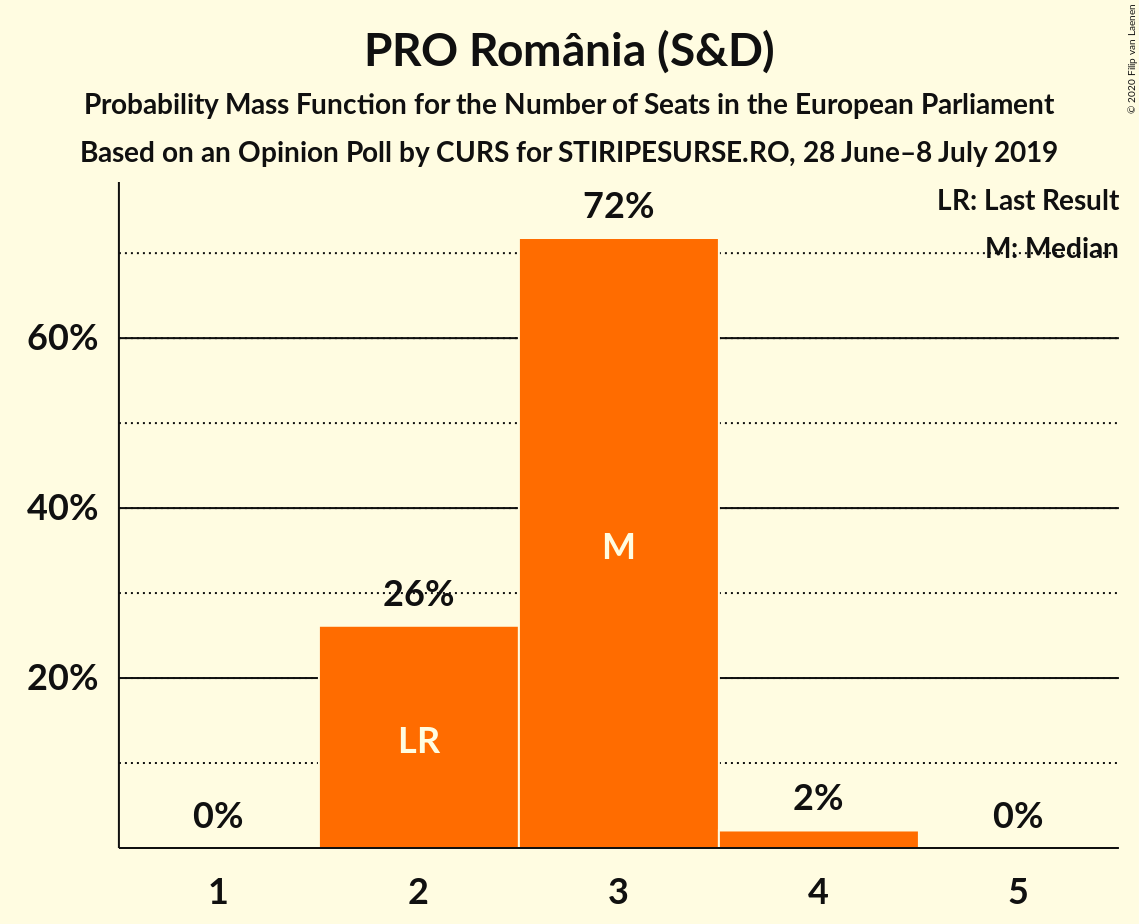 PRO România (S&D)
Probability Mass Function for the Number of Seats in the European Parliament
Based on an Opinion Poll by CURS for STIRIPESURSE.RO, 28 June–8 July 2019
© 2020 Filip van Laenen
LR: Last Result
M: Median
72%
60%
40%
M
26%
20%
LR
2%
0%
0%
1
2
3
4
5